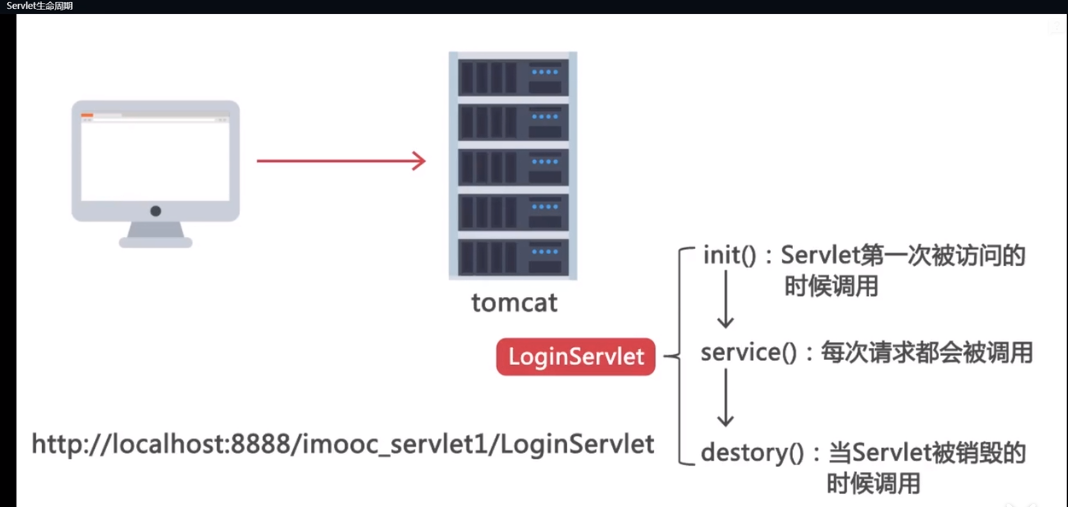 Servlet生命周期
tomcat
LoginServlet
init()：Servlet第一次被访问的
时候调用
service()：每次请求都会被调用
destory()：当Servlet被销毁的
时候调用
http://localhost:8888/imooc_servlet1/LoginServlet